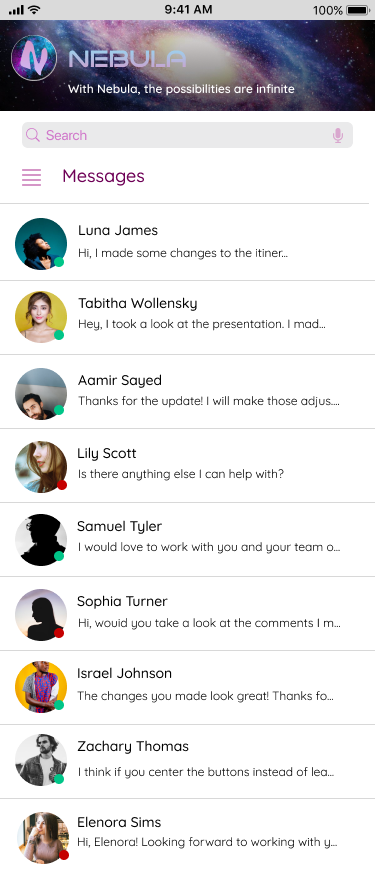 9:41 AM
100%
N NEBULA
With Nebula, the possibilities are infinite
Search
Messages
Luna James
Hi, I made some changes to the itiner...
Tabitha Wollensky
Hey, I took a look at the presentation. I mad...
Aamir Sayed
Thanks for the update! I will make those adjus....
Lily Scott
Is there anything else I can help with?
Samuel Tyler
I would love to work with you and your team o...
Sophia Turner
Hi, wouid you take a look at the comments I m...
Israel Johnson
The changes you made look great! Thanks fo...
Zachary Thomas
I think if you center the buttons instead of lea...
Elenora Sims
Hi, Elenora! Looking forward to working with y...